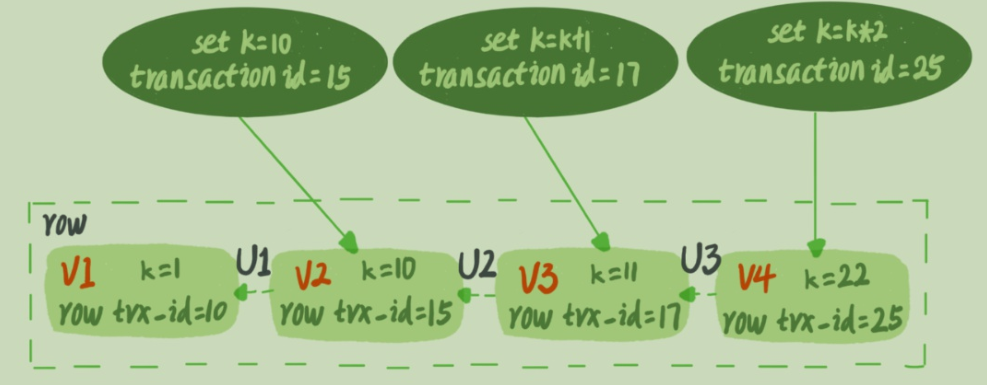 set k=10
transaction id=15
set k=k+1
transaction id=17
set k=k*2
transaction id=25
row
V1 k=1
row trx-id=10
U1
V2 k=10
row trx-id=15
U2
V3 k=11
row trx-id=17
U3
V4 k=22
row trx-id=25